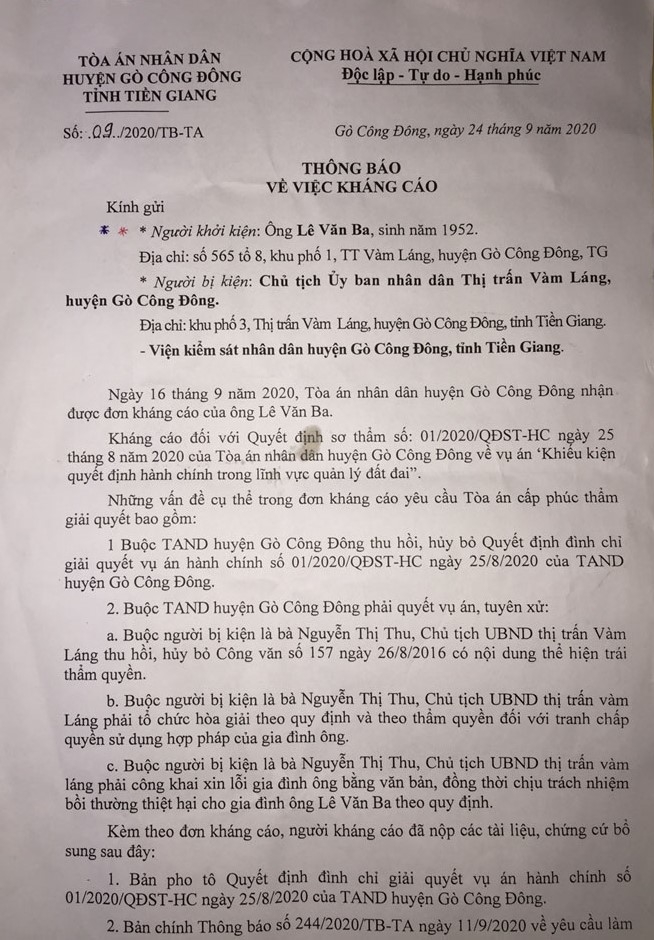 TÒA ÁN NHÂN DÂN
HUYỆN GÒ CÔNG ĐÔNG
TỈNH TIỀN GIANG
CỘNG HOÀ XÃ HỘI CHỦ NGHĨA VIỆT NAM
Độc lập - Tự do - Hạnh phúc
Số: .09../2020/TB-TA
Gò Công Đông, ngày 24 tháng 9 năm 2020
THÔNG BÁO
VỀ VIỆC KHÁNG CÁO
Kính gửi
* * * Người khởi kiện: Ông Lê Văn Ba, sinh năm 1952.
Địa chỉ: số 565 tổ 8, khu phố 1, TT Vàm Láng, huyện Gò Công Đông, TG
* Người bị kiện: Chủ tịch Ủy ban nhân dân Thị trấn Vàm Láng,
huyện Gò Công Đông.
Địa chỉ: khu phố 3, Thị trấn Vàm Láng, huyện Gò Công Đông, tỉnh Tiền Giang.
- Viện kiểm sát nhân dân huyện Gò Công Đông, tỉnh Tiền Giang.
Ngày 16 tháng 9 năm 2020, Tòa án nhân dân huyện Gò Công Đông nhận
được đơn kháng cáo của ông Lê Văn Ba.
Kháng cáo đối với Quyết định sơ thẩm số: 01/2020/QĐST-HC ngày 25
tháng 8 năm 2020 của Tòa án nhân dân huyện Gò Công Đông về vụ án ‘Khiếu kiện
quyết định hành chính trong lĩnh vực quản lý đất đai”.
Những vấn đề cụ thể trong đơn kháng cáo yêu cầu Tòa án cấp phúc thẩm
giải quyết bao gồm:
1 Buộc TAND huyện Gò Công Đông thu hồi, hủy bỏ Quyết định đình chỉ
giải quyết vụ án hành chính số 01/2020/QĐST-HC ngày 25/8/2020 của TAND
huyện Gò Công Đông.
2. Buộc TAND huyện Gò Công Đông phải quyết vụ án, tuyên xử:
a. Buộc người bị kiện là bà Nguyễn Thị Thu, Chủ tịch UBND thị trấn Vàm
Láng thu hồi, hủy bỏ Công văn số 157 ngày 26/8/2016 có nội dung thể hiện trái
thẩm quyền.
b. Buộc người bị kiện là bà Nguyễn Thị Thu, Chủ tịch UBND thị trấn vàm
Láng phải tổ chức hòa giải theo quy định và theo thẩm quyền đối với tranh chấp
quyền sử dụng hợp pháp của gia đình ông.
c. Buộc người bị kiện là bà Nguyễn Thị Thu, Chủ tịch UBND thị trấn vàm
láng phải công khai xin lỗi gia đình ông bằng văn bản, đồng thời chịu trách nhiệm
bồi thường thiệt hại cho gia đình ông Lê Văn Ba theo quy định.
Kèm theo đơn kháng cáo, người kháng cáo đã nộp các tài liệu, chứng cứ bổ
sung sau đây:
1. Bản pho tô Quyết định đình chỉ giải quyết vụ án hành chính số
01/2020/QĐST-HC ngày 25/8/2020 của TAND huyện Gò Công Đông.
2. Bản chính Thông báo số 244/2020/TB-TA ngày 11/9/2020 về yêu cầu làm